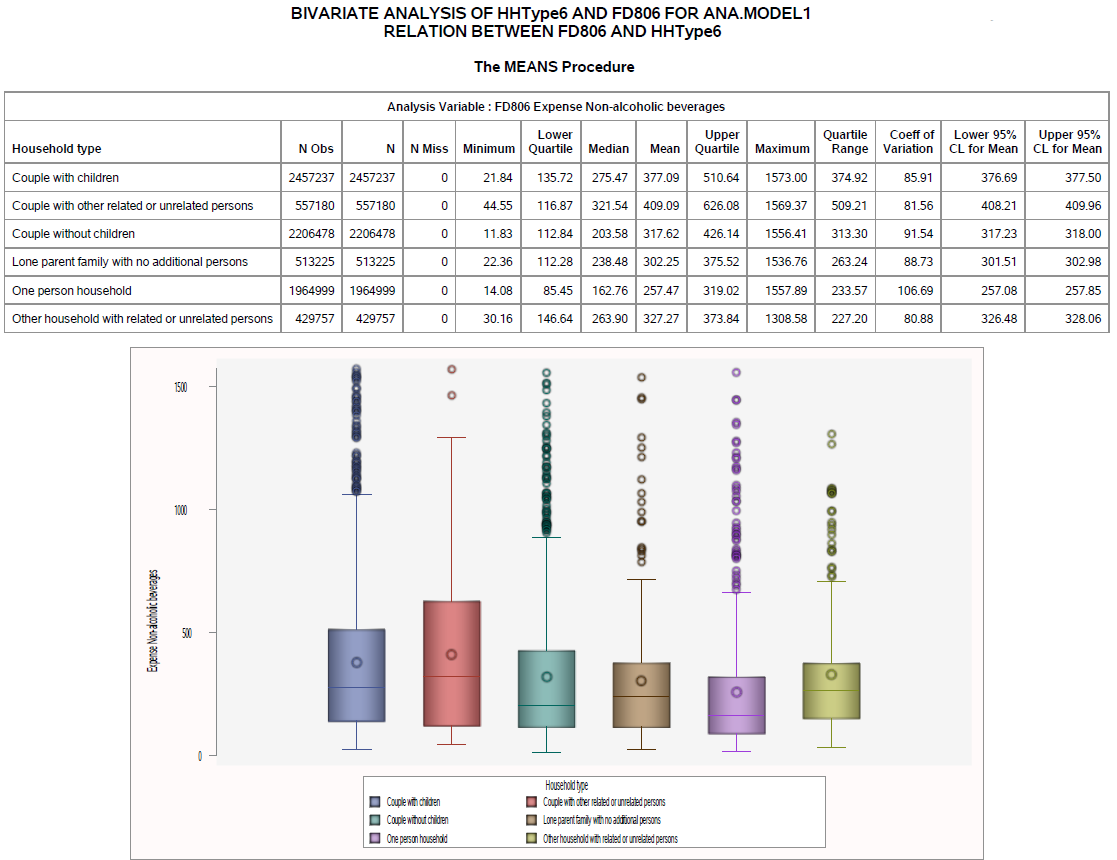 BIVARIATE ANALYSIS OF HHType6 AND FD806 FOR ANA.MODEL1
RELATION BETWEEN FD806 AND HHType6
The MEANS Procedure
Analysis Variable : FD806 Expense Non-alcoholic beverages
Household type N Obs N N Miss Minimum Lower Quartile Median Mean Upper Quartile Maximum Quartile Range Coeff of Variation Lower 95% CL for Mean Upper 95% CL for Mean
Couple with children 2457237 2457237 0 21.84 135.72 275.47 377.09 510.64 1573.00 374.92 85.91 376.69 377.50
Couple with other related or unrelated persons 557180 557180 0 44.55 116.87 321.54 409.09 626.08 1569.37 509.21 81.56 408.21 409.96
Couple without children 2206478 2206478 0 11.83 112.84 203.58 317.62 426.14 1556.41 313.30 91.54 317.23 318.00
Lone parent family with no additional persons 513225 513225 0 22.36 112.28 238.48 302.25 375.52 1536.76 263.24 88.73 301.51 302.98
One person household 1964999 1964999 0 14.08 85.45 162.76 257.47 319.02 1557.89 233.57 106.69 257.08 257.85
Other household with related or unrelated persons 429757 429757 0 30.16 146.64 263.90 327.27 373.84 1308.58 227.20 80.88 326.48 328.06
Expense Non-alcoholic beverages
1500
1000
500
0
Household type
Couple with children Couple with other related or unrelated persons
Couple without children Lone parent family with no additional persons
One person household Other household with related or unrelated persons